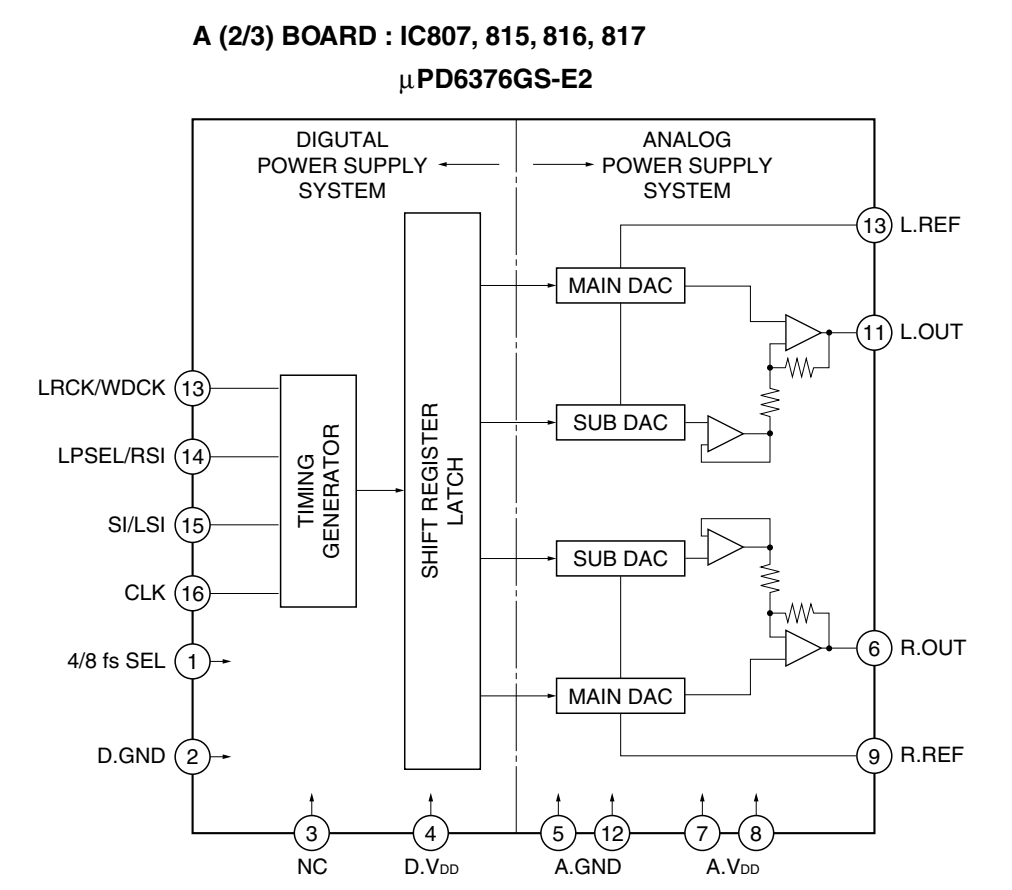 A (2/3) BOARD : IC807, 815, 816, 817
µPD6376GS-E2
DIGUTAL
POWER SUPPLY
SYSTEM
ANALOG
POWER SUPPLY
SYSTEM
13 L.REF
MAIN DAC
11 L.OUT
LRCK/WDCK 13
SUB DAC
LPSEL/RSI 14
TIMING
GENERATOR
SHIFT REGISTER
LATCH
SI/LSI 15
SUB DAC
CLK 16
4/8 fs SEL 1
6 R.OUT
MAIN DAC
D.GND 2
9 R.REF
3
4
5
12
7
8
NC
D.VDD
A.GND
A.VDD